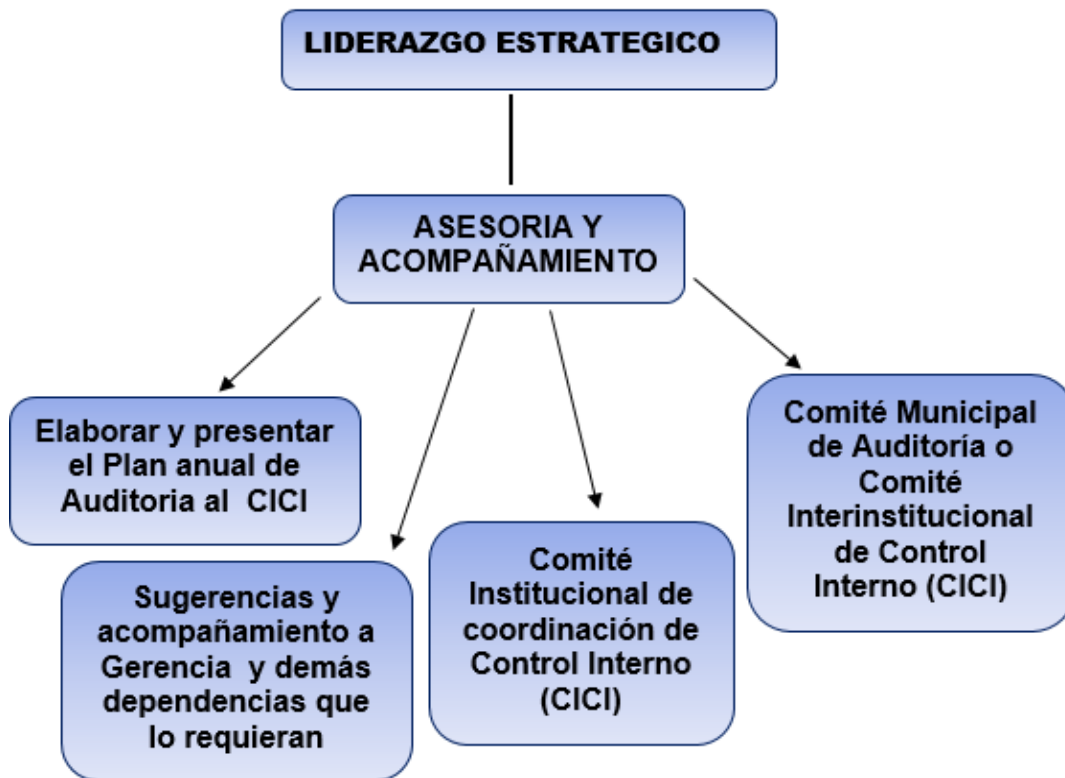 LIDERAZGO ESTRATEGICO
ASESORIA Y
ACOMPAÑAMIENTO
Elaborar y presentar
el Plan anual de
Auditoria al CICI
Sugerencias y
acompañamiento a
Gerencia y demás
dependencias que
lo requieran
Comité
Institucional de
coordinación de
Control Interno
(CICI)
Comité Municipal
de Auditoría o
Comité
Interinstitucional
de Control
Interno (CICI)